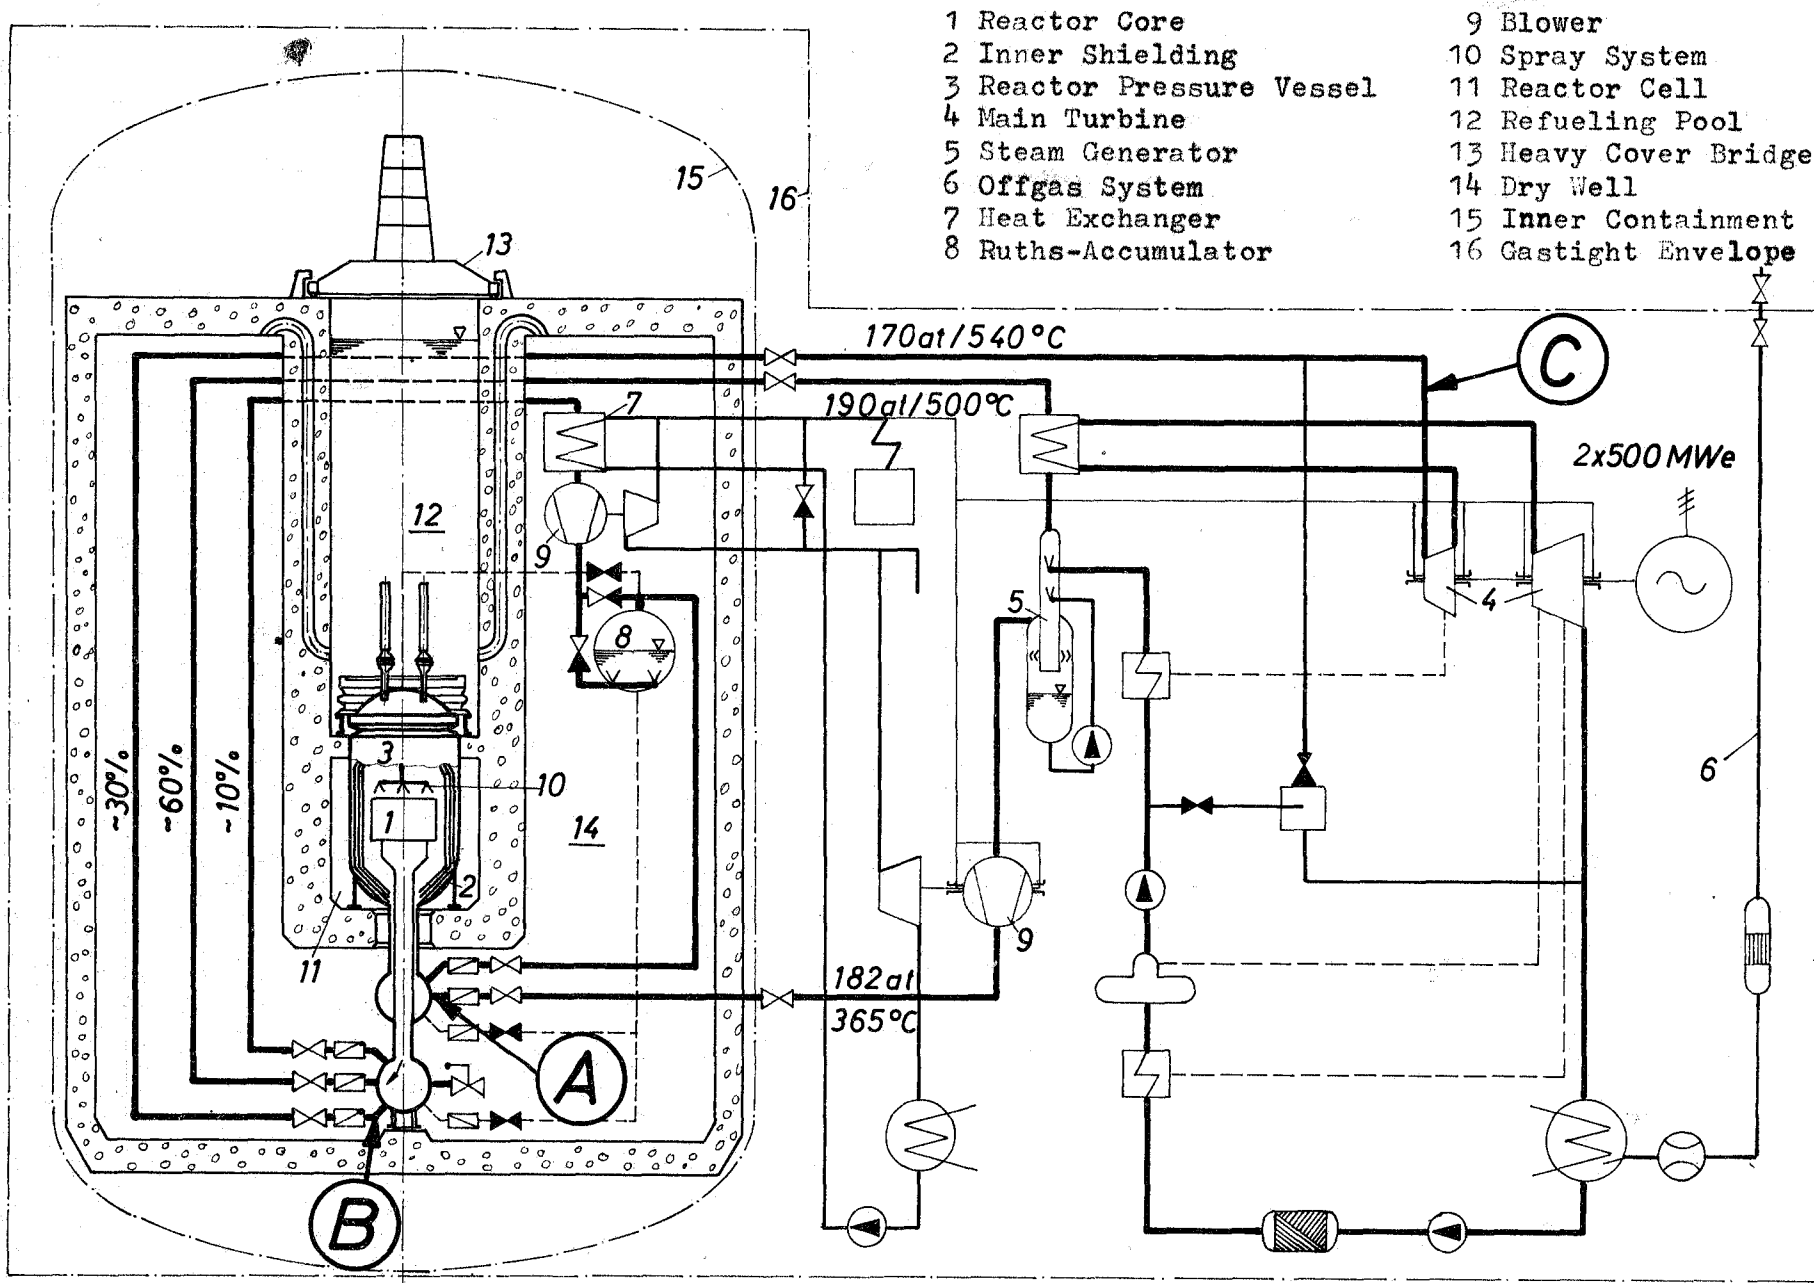 1 Reactor Core
2 Inner Shielding
3 Reactor Pressure Vessel
4 Main Turbine
5 Steam Generator
6 Offgas System
7 Heat Exchanger
8 Ruths-Accumulator
9 Blower
10 Spray System
11 Reactor Cell
12 Refueling Pool
13 Heavy Cover Bridge
14 Dry Well
15 Inner Containment
16 Gastight Envelope
15
16
13
170at/540°C
C
7
190at/500°C
2x500 MWe
12
9
5
4
8
3
10
6
~30%
~60%
~10%
1
14
2
9
11
182at
365°C
A
B